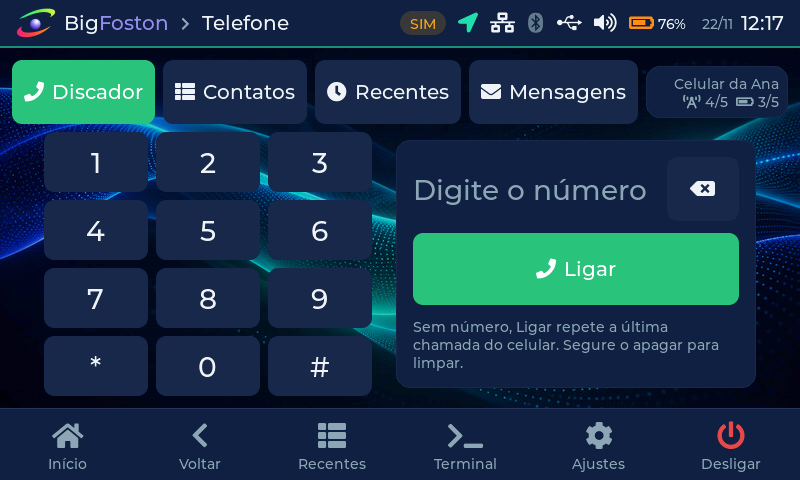 BigFoston > Telefone
SIM 76% 22/11 12:17
Discador Contatos Recentes Mensagens
Celular da Ana
4/5 3/5
1 2 3
4 5 6
7 8 9
* 0 #
Digite o número
Ligar
Sem número, Ligar repete a última
chamada do celular. Segure o apagar para
limpar.
Início Voltar Recentes Terminal Ajustes Desligar